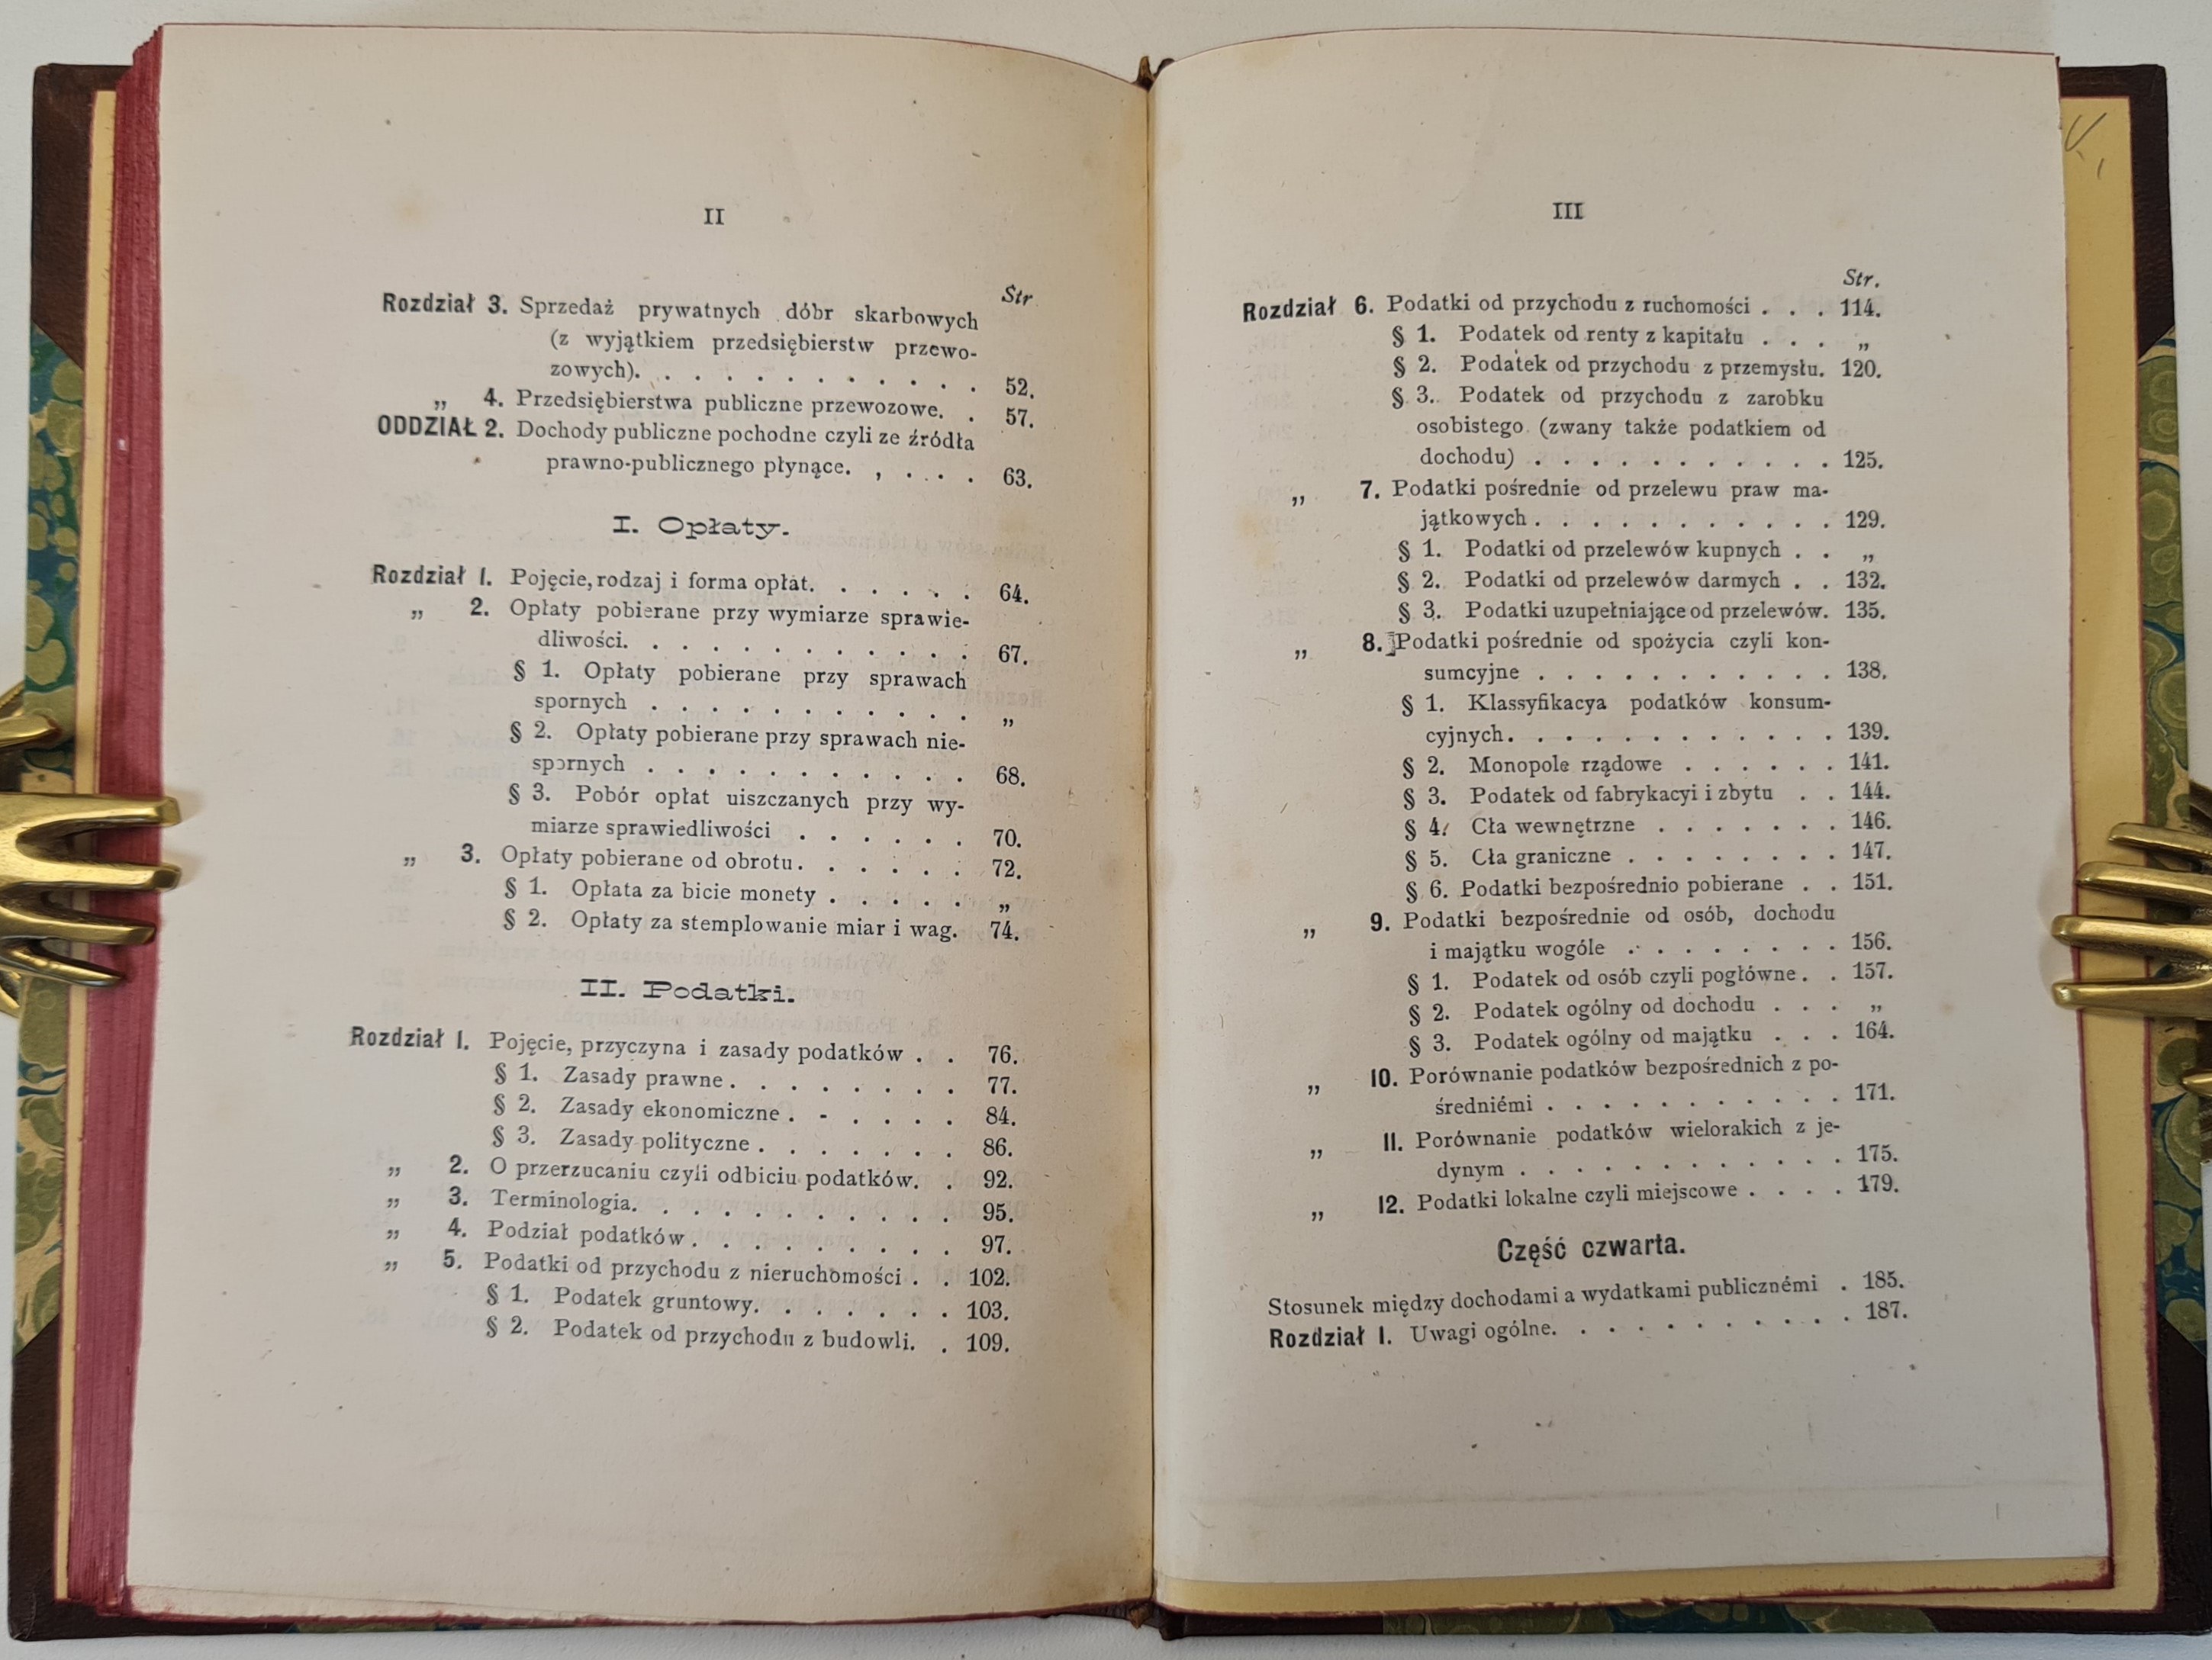 II
Str
Rozdział 3. Sprzedaż prywatnych dóbr skarbowych
(z wyjątkiem przedsiębierstw przewo-
zowych). . . . . . . . . . . . 52.
„ 4. Przedsiębierstwa publiczne przewozowe. . 57.
ODDZIAŁ 2. Dochody publiczne pochodne czyli ze źródła
prawno-publicznego płynące. , . . . . 63.
I. Opłaty.
Rozdział I. Pojęcie, rodzaj i forma opłat. . . . . . 64.
„ 2. Opłaty pobierane przy wymiarze sprawie-
dliwości. . . . . . . . . . . . 67.
§ 1. Opłaty pobierane przy sprawach
spornych . . . . . . . . . . . „
§ 2. Opłaty pobierane przy sprawach nie-
spornych . . . . . . . . . . . 68.
§ 3. Pobór opłat uiszczanych przy wy-
miarze sprawiedliwości . . . . . . 70.
„ 3. Opłaty pobierane od obrotu. . . . . . 72.
§ 1. Opłata za bicie monety . . . . . „
§ 2. Opłaty za stemplowanie miar i wag. 74.
II. Podatki.
Rozdział I. Pojęcie, przyczyna i zasady podatków . . 76.
§ 1. Zasady prawne . . . . . . . . 77.
§ 2. Zasady ekonomiczne . - . . . . 84.
§ 3. Zasady polityczne . . . . . . . 86.
„ 2. O przerzucaniu czyli odbiciu podatków. . 92.
„ 3. Terminologia. . . . . . . . . . . 95.
„ 4. Podział podatków . . . . . . . . . 97.
„ 5. Podatki od przychodu z nieruchomości . . 102.
§ 1. Podatek gruntowy. . . . . . . 103.
§ 2. Podatek od przychodu z budowli. . 109.
III
Str.
Rozdział 6. Podatki od przychodu z ruchomości . . . 114.
§ 1. Podatek od renty z kapitału . . . „
§ 2. Podatek od przychodu z przemysłu. 120.
§ 3. Podatek od przychodu z zarobku
osobistego (zwany także podatkiem od
dochodu) . . . . . . . . . . . 125.
„ 7. Podatki pośrednie od przelewu praw ma-
jątkowych . . . . . . . . . . . 129.
§ 1. Podatki od przelewów kupnych . . „
§ 2. Podatki od przelewów darmych . . 132.
§ 3. Podatki uzupełniające od przelewów. 135.
„ 8. Podatki pośrednie od spożycia czyli kon-
sumcyjne . . . . . . . . . . . 138.
§ 1. Klassyfikacya podatków konsum-
cyjnych. . . . . . . . . . . . 139.
§ 2. Monopole rządowe . . . . . . 141.
§ 3. Podatek od fabrykacyi i zbytu . . 144.
§ 4. Cła wewnętrzne . . . . . . . 146.
§ 5. Cła graniczne . . . . . . . . 147.
§ 6. Podatki bezpośrednio pobierane . . 151.
„ 9. Podatki bezpośrednie od osób, dochodu
i majątku wogóle . . . . . . . . 156.
§ 1. Podatek od osób czyli pogłówne . . 157.
§ 2. Podatek ogólny od dochodu . . . „
§ 3. Podatek ogólny od majątku . . . 164.
„ 10. Porównanie podatków bezpośrednich z po-
średniémi . . . . . . . . . . . 171.
„ 11. Porównanie podatków wielorakich z je-
dynym . . . . . . . . . . . . 175.
„ 12. Podatki lokalne czyli miejscowe . . . . 179.
Część czwarta.
Stosunek między dochodami a wydatkami publicznémi . 185.
Rozdział I. Uwagi ogólne. . . . . . . . . . . 187.